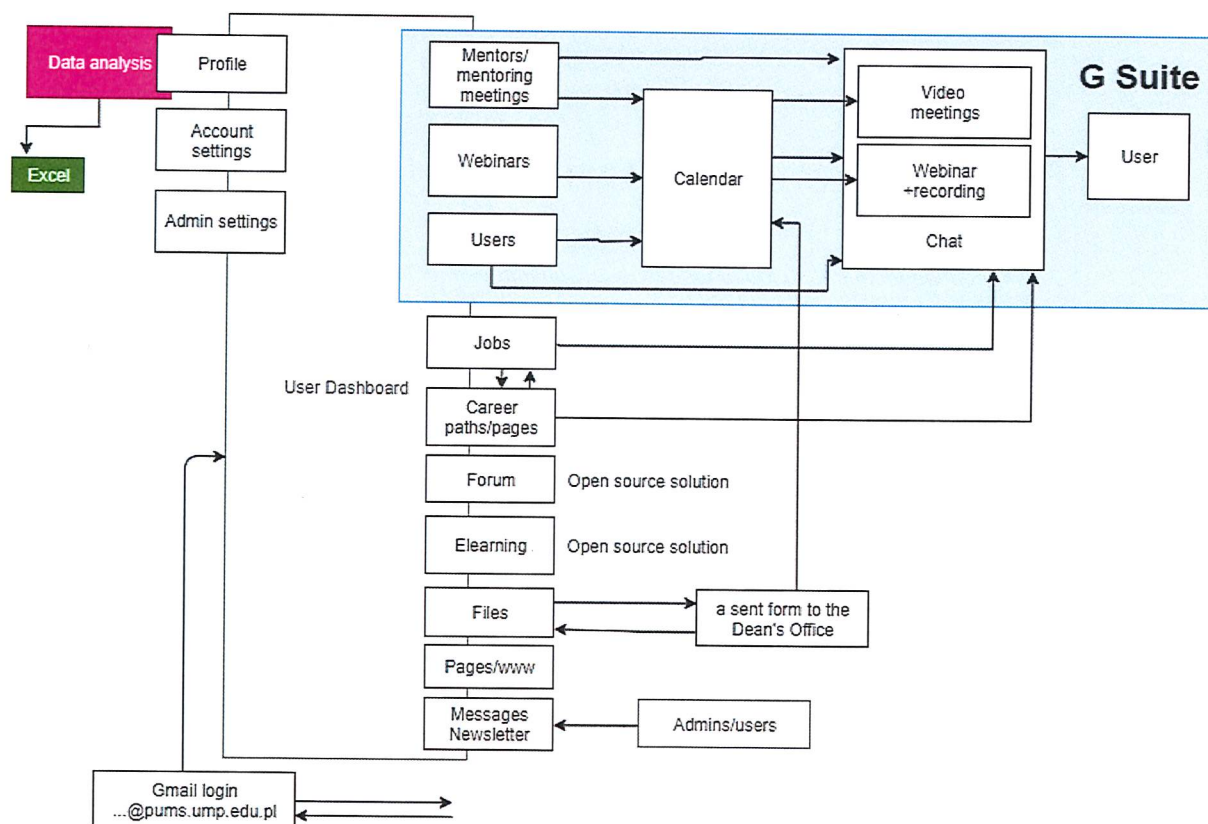 Data analysis
Profile
Excel
Account
settings
Admin settings
Mentors/
mentoring
meetings
Webinars
Users
Calendar
Video
meetings
Webinar
+recording
Chat
G Suite
User
Jobs
User Dashboard
Career
paths/pages
Forum
Open source solution
Elearning
Open source solution
Files
a sent form to the
Dean's Office
Pages/www
Messages
Newsletter
Admins/users
Gmail login
...@pums.ump.edu.pl